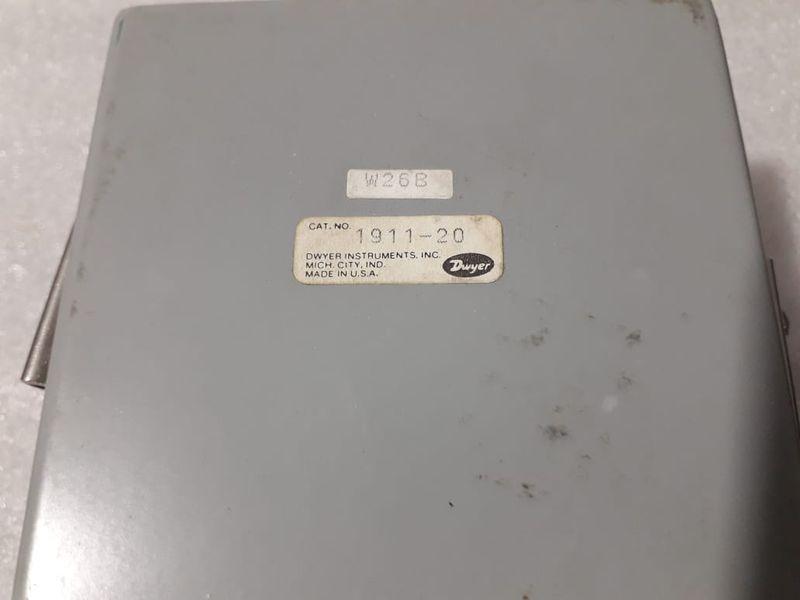 W26B
CAT. NO. 1911-20
DWYER INSTRUMENTS, INC.
MICH. CITY, IND.
MADE IN U.S.A.
Dwyer